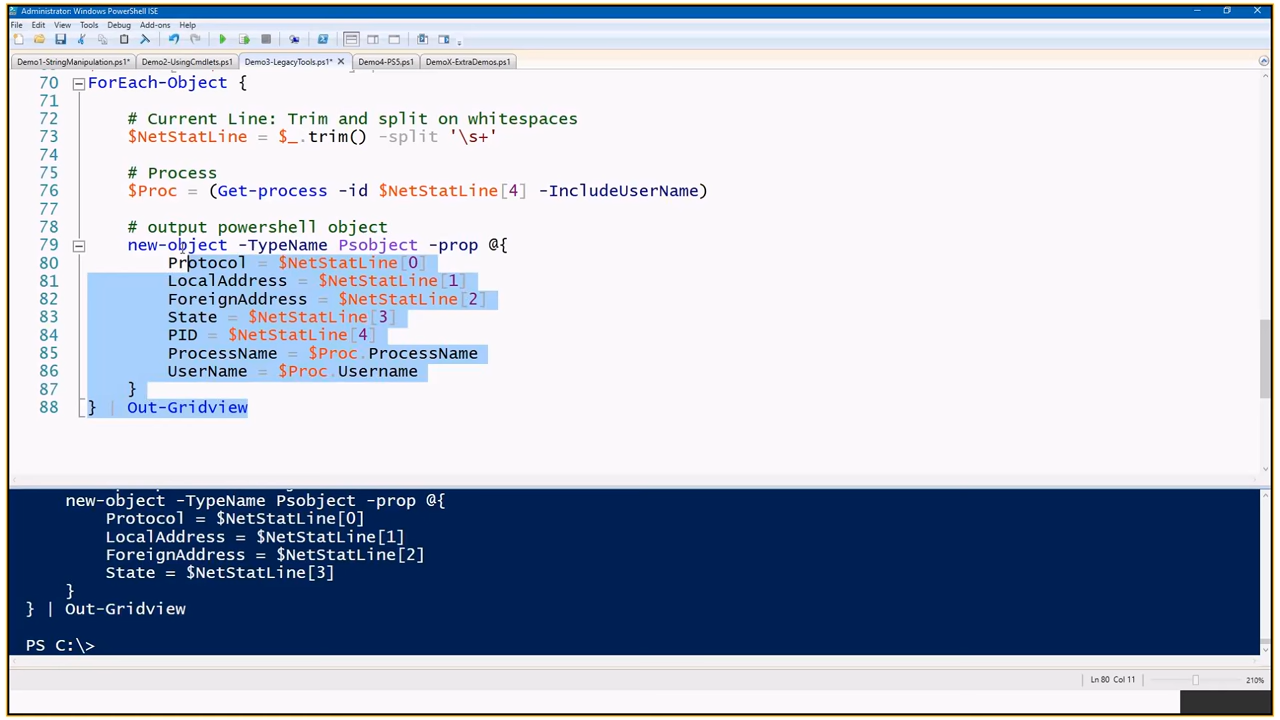 Administrator: Windows PowerShell ISE
File Edit View Tools Debug Add-ons Help
Demo1-StringManipulation.ps1* Demo2-UsingCmdlets.ps1 Demo3-LegacyTools.ps1* Demo4-PS5.ps1 DemoX-ExtraDemos.ps1
70 ForEach-Object {
71
72 # Current Line: Trim and split on whitespaces
73 $NetStatLine = $_.trim() -split '\s+'
74
75 # Process
76 $Proc = (Get-process -id $NetStatLine[4] -IncludeUserName)
77
78 # output powershell object
79 new-object -TypeName Psobject -prop @{
80 Protocol = $NetStatLine[0]
81 LocalAddress = $NetStatLine[1]
82 ForeignAddress = $NetStatLine[2]
83 State = $NetStatLine[3]
84 PID = $NetStatLine[4]
85 ProcessName = $Proc.ProcessName
86 UserName = $Proc.Username
87 }
88 } | Out-Gridview
new-object -TypeName Psobject -prop @{
Protocol = $NetStatLine[0]
LocalAddress = $NetStatLine[1]
ForeignAddress = $NetStatLine[2]
State = $NetStatLine[3]
}
} | Out-Gridview
PS C:\>
Ln 80 Col 11
210%